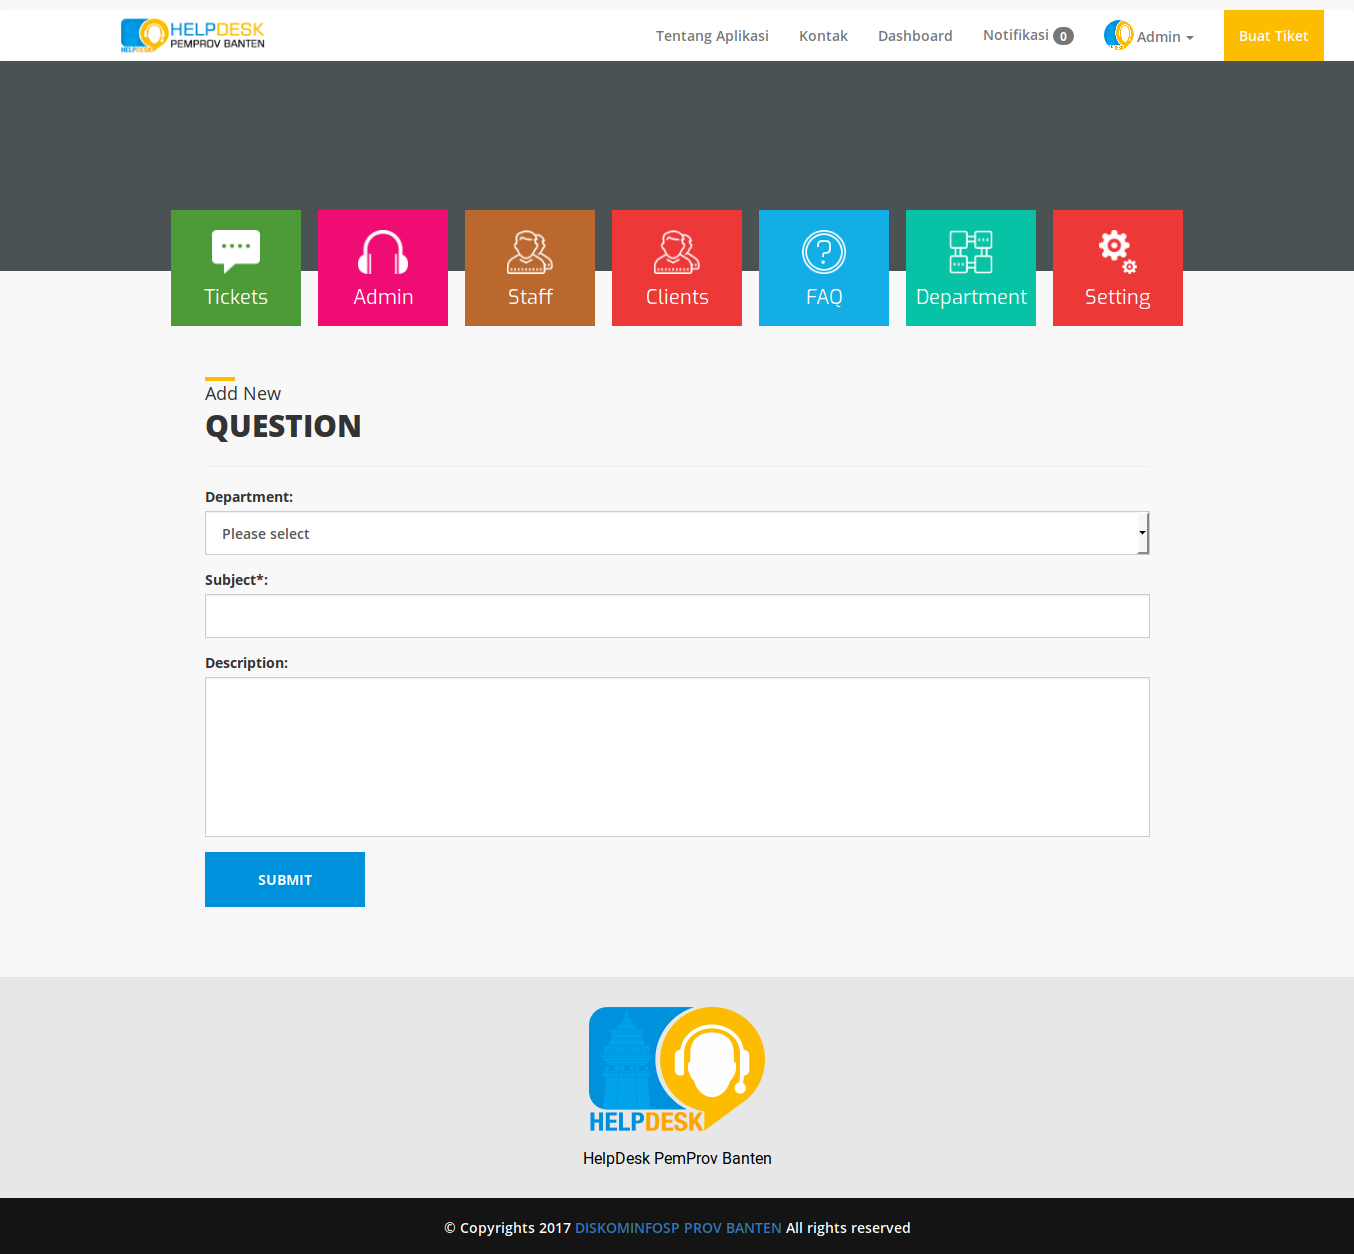 HELPDESK
PEMPROV BANTEN
HELPDESK
Tentang Aplikasi
Kontak
Dashboard
Notifikasi 0
Admin
Buat Tiket
Tickets
Admin
Staff
Clients
FAQ
Department
Setting
Add New
QUESTION
Department:
Please select
Subject*:
Description:
SUBMIT
HELPDESK
HelpDesk PemProv Banten
© Copyrights 2017 DISKOMINFOSP PROV BANTEN All rights reserved